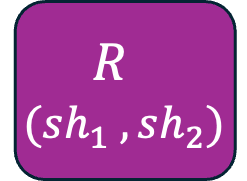 R
(sh₁ , sh₂)